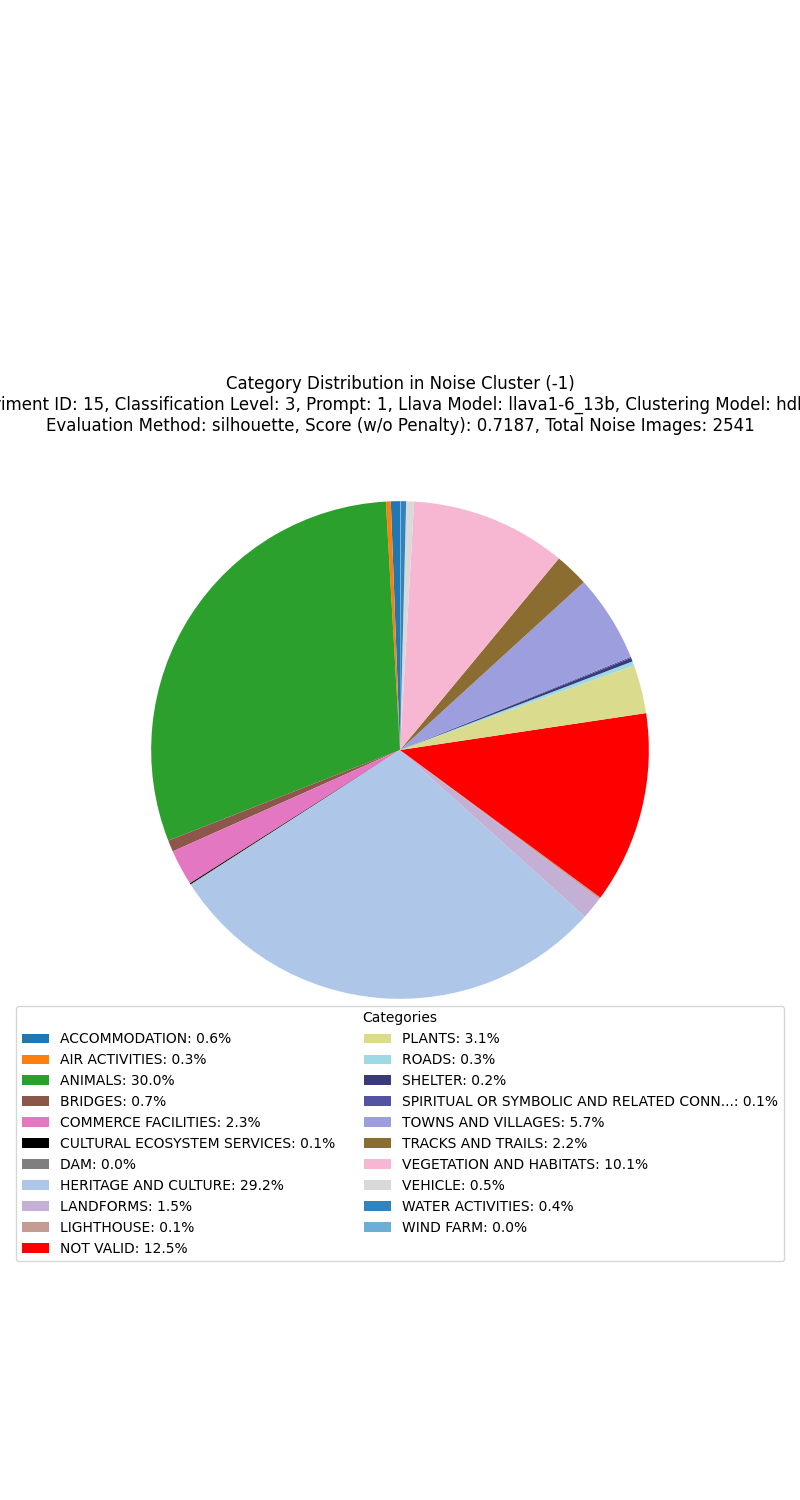 Category Distribution in Noise Cluster (-1)
ID: 15, Classification Level: 3, Prompt: 1, Llava Model: llava1-6_13b, Clustering Model:
Evaluation Method: silhouette, Score (w/o Penalty): 0.7187, Total Noise Images: 2541
Categories
ACCOMMODATION: 0.6%
AIR ACTIVITIES: 0.3%
ANIMALS: 30.0%
BRIDGES: 0.7%
COMMERCE FACILITIES: 2.3%
CULTURAL ECOSYSTEM SERVICES: 0.1%
DAM: 0.0%
HERITAGE AND CULTURE: 29.2%
LANDFORMS: 1.5%
LIGHTHOUSE: 0.1%
NOT VALID: 12.5%
PLANTS: 3.1%
ROADS: 0.3%
SHELTER: 0.2%
SPIRITUAL OR SYMBOLIC AND RELATED CONN...: 0.1%
TOWNS AND VILLAGES: 5.7%
TRACKS AND TRAILS: 2.2%
VEGETATION AND HABITATS: 10.1%
VEHICLE: 0.5%
WATER ACTIVITIES: 0.4%
WIND FARM: 0.0%